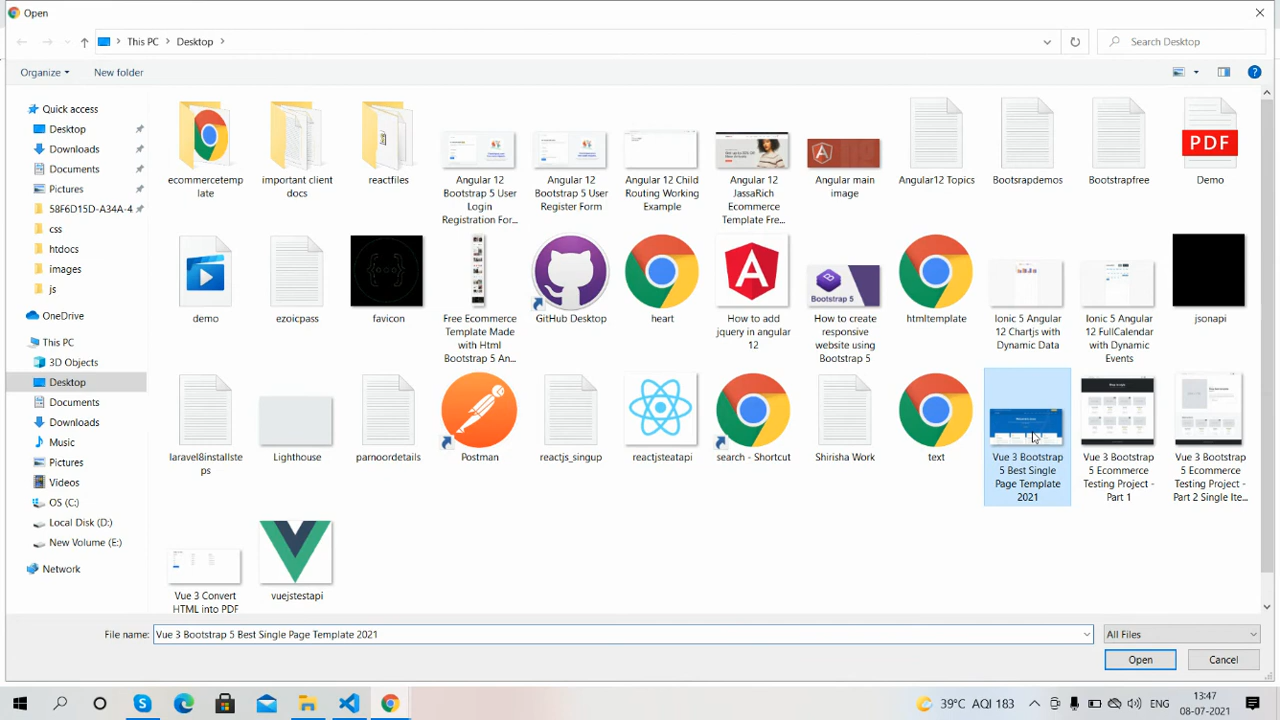 Open
This PC
Desktop
Search Desktop
Organize
New folder
Quick access
Desktop
Downloads
Documents
Pictures
58F6D15D-A34A-4
css
htdocs
images
js
OneDrive
This PC
3D Objects
Desktop
Documents
Downloads
Music
Pictures
Videos
OS (C:)
Local Disk (D:)
New Volume (E:)
Network
ecommercetemp
late
important client
docs
reactfiles
Angular 12
Bootstrap 5 User
Login
Registration For...
Angular 12
Bootstrap 5 User
Register Form
Angular 12 Child
Routing Working
Example
Angular 12
JassaRich
Ecommerce
Template Fre...
Angular main
image
Angular12 Topics
Bootsrapdemos
Bootstrapfree
PDF
Demo
demo
ezoicpass
favicon
Free Ecommerce
Template Made
with Html
Bootstrap 5 An...
GitHub Desktop
heart
How to add
jquery in angular
12
Bootstrap 5
How to create
responsive
website using
Bootstrap 5
htmltemplate
Ionic 5 Angular
12 Chartjs with
Dynamic Data
Ionic 5 Angular
12 FullCalendar
with Dynamic
Events
jsonapi
laravel8installste
ps
Lighthouse
parnoordetails
Postman
reactjs_singup
reactjsteatapi
search - Shortcut
Shirisha Work
text
Vue 3 Bootstrap
5 Best Single
Page Template
2021
Vue 3 Bootstrap
5 Ecommerce
Testing Project -
Part 1
Vue 3 Bootstrap
5 Ecommerce
Testing Project -
Part 2 Single Ite...
Vue 3 Convert
HTML into PDF
vuejstestapi
File name:
Vue 3 Bootstrap 5 Best Single Page Template 2021
All Files
Open
Cancel
39°C AQI 183
ENG
13:47
08-07-2021